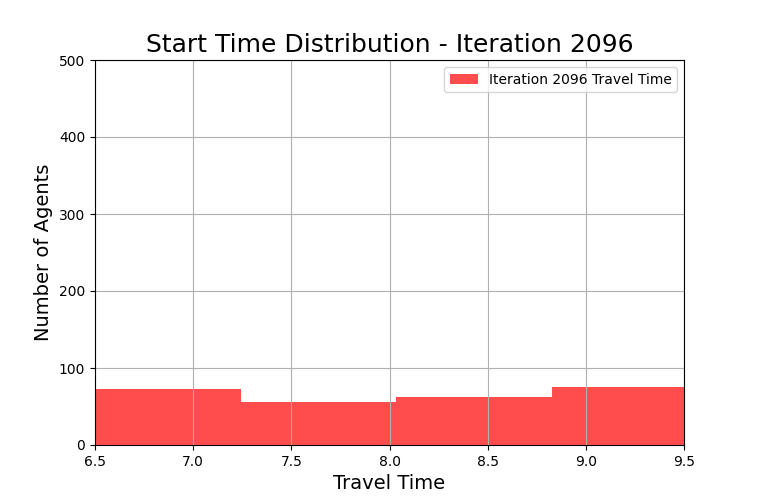 Start Time Distribution - Iteration 2096
500
Iteration 2096 Travel Time
400
300
200
100
0
Number of Agents
6.5 7.0 7.5 8.0 8.5 9.0 9.5
Travel Time